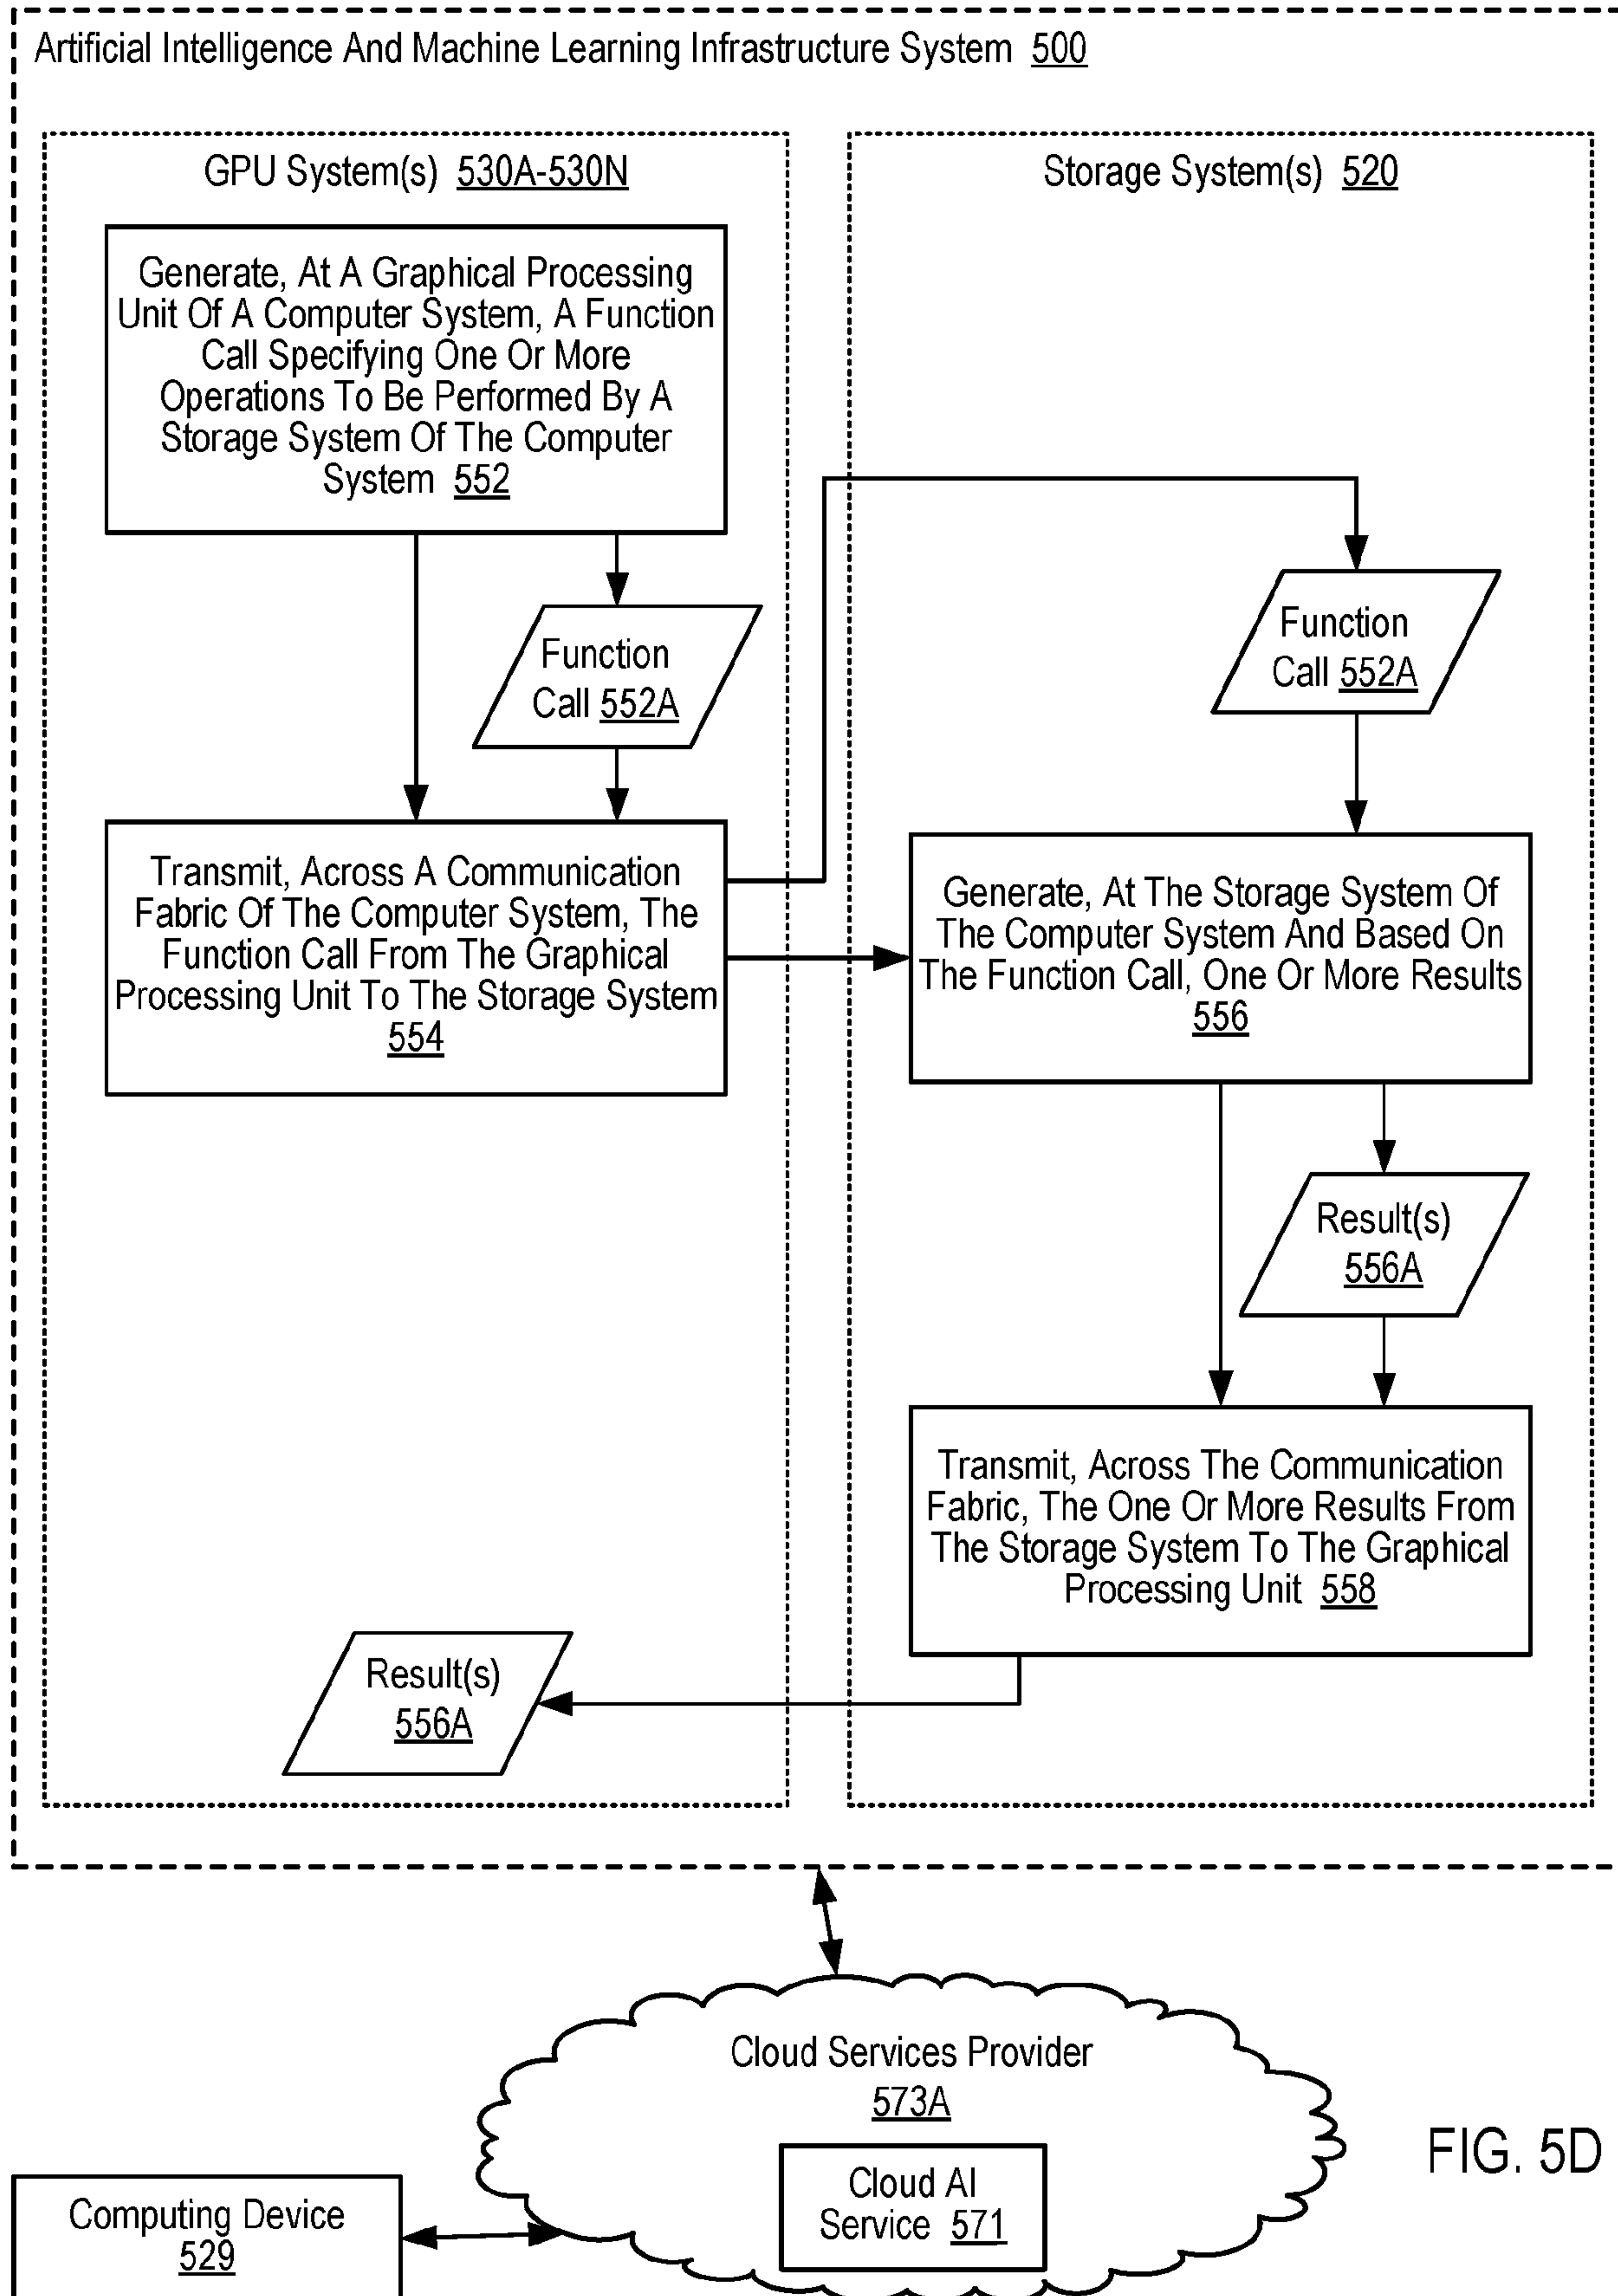 Artificial Intelligence And Machine Learning Infrastructure System 500
GPU System(s) 530A-530N
Generate, At A Graphical Processing
Unit Of A Computer System, A Function
Call Specifying One Or More
Operations To Be Performed By A
Storage System Of The Computer
System 552
Function
Call 552A
Transmit, Across A Communication
Fabric Of The Computer System, The
Function Call From The Graphical
Processing Unit To The Storage System
554
Storage System(s) 520
Function
Call 552A
Generate, At The Storage System Of
The Computer System And Based On
The Function Call, One Or More Results
556
Result(s)
556A
Transmit, Across The Communication
Fabric, The One Or More Results From
The Storage System To The Graphical
Processing Unit 558
Result(s)
556A
Cloud Services Provider
573A
Cloud AI
Service 571
Computing Device
529
FIG. 5D